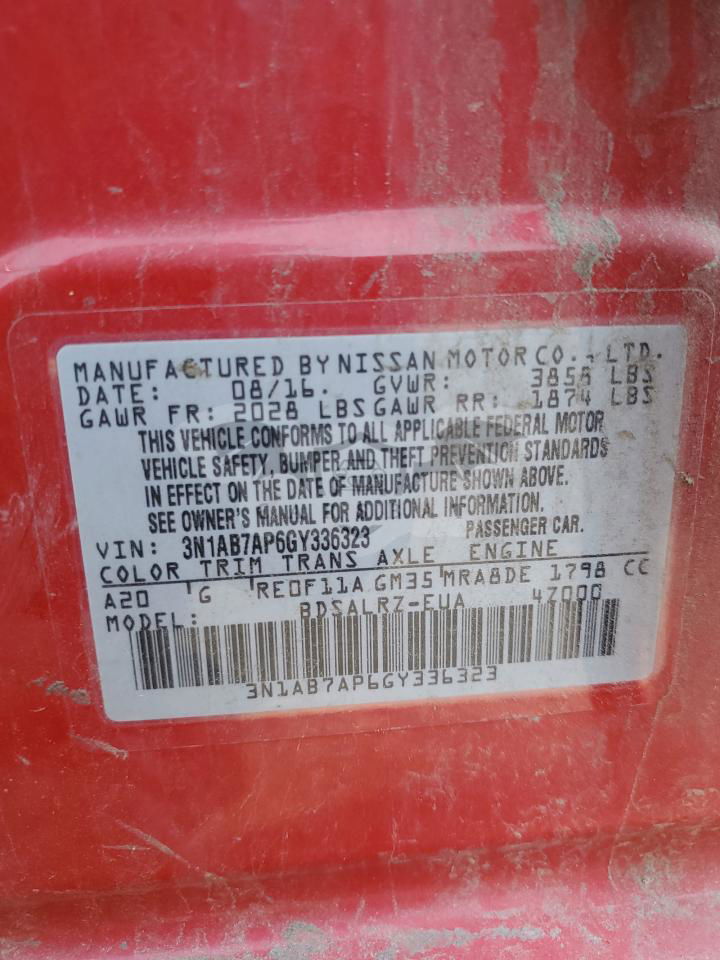 MANUFACTURED BY NISSAN MOTOR CO., LTD.
DATE: 08/16. GVWR: 3858 LBS
GAWR FR: 2028 LBS GAWR RR: 1874 LBS
THIS VEHICLE CONFORMS TO ALL APPLICABLE FEDERAL MOTOR
VEHICLE SAFETY, BUMPER AND THEFT PREVENTION STANDARDS
IN EFFECT ON THE DATE OF MANUFACTURE SHOWN ABOVE.
SEE OWNER'S MANUAL FOR ADDITIONAL INFORMATION.
VIN: 3N1AB7AP6GY336323 PASSENGER CAR.
COLOR TRIM TRANS AXLE ENGINE
A20 G RE0F11A GM35 MRA8DE 1798 CC
MODEL: BDSALRZ-EUA 4Z000
3N1AB7AP6GY336323